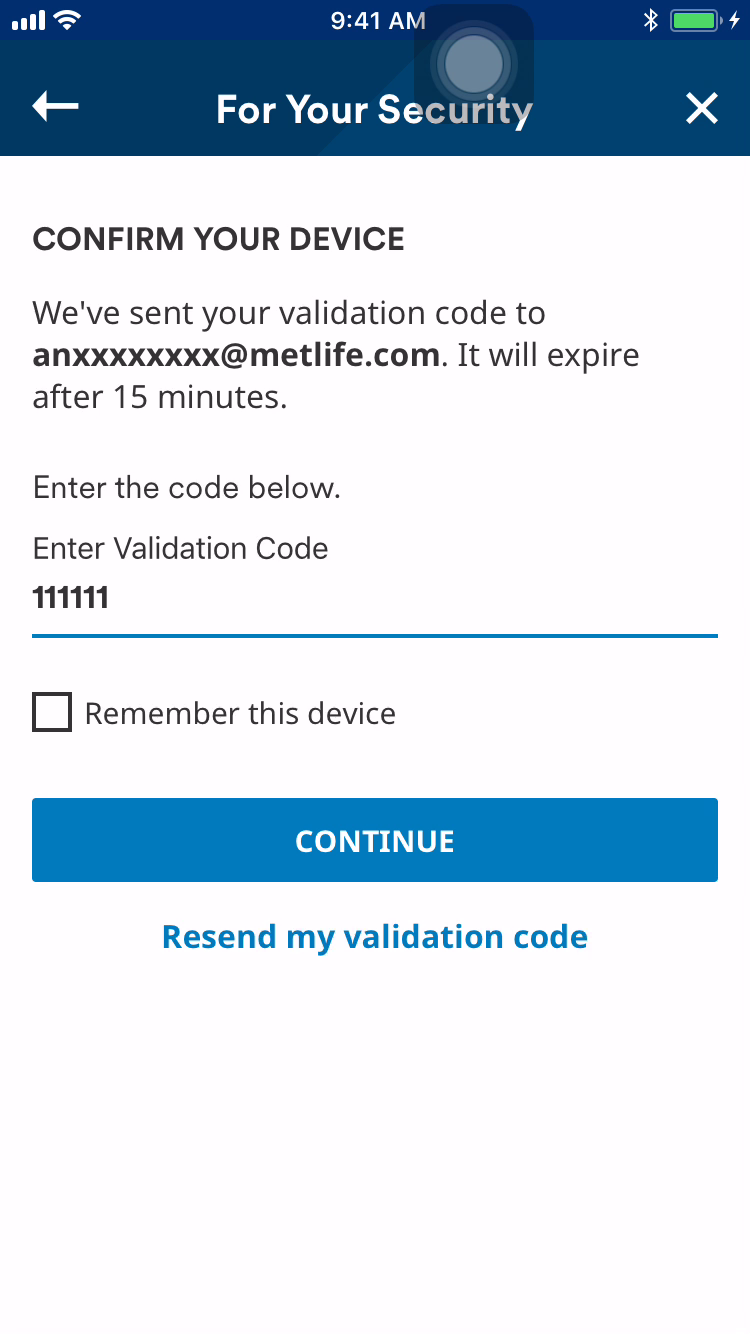 9:41 AM
For Your Security
CONFIRM YOUR DEVICE
We've sent your validation code to
anxxxxxxxx@metlife.com. It will expire
after 15 minutes.
Enter the code below.
Enter Validation Code
111111
Remember this device
CONTINUE
Resend my validation code